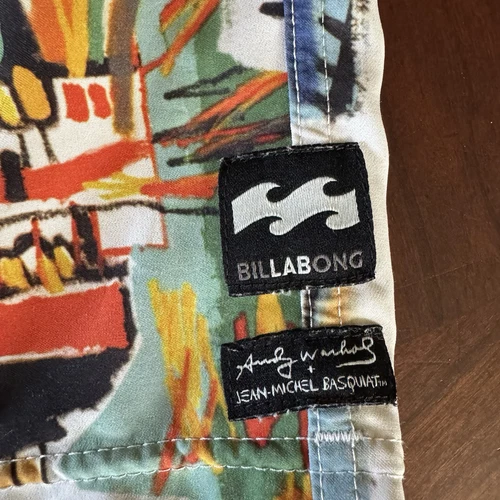 BILLABONG
Andy Warhol
+
JEAN-MICHEL BASQUIAT™